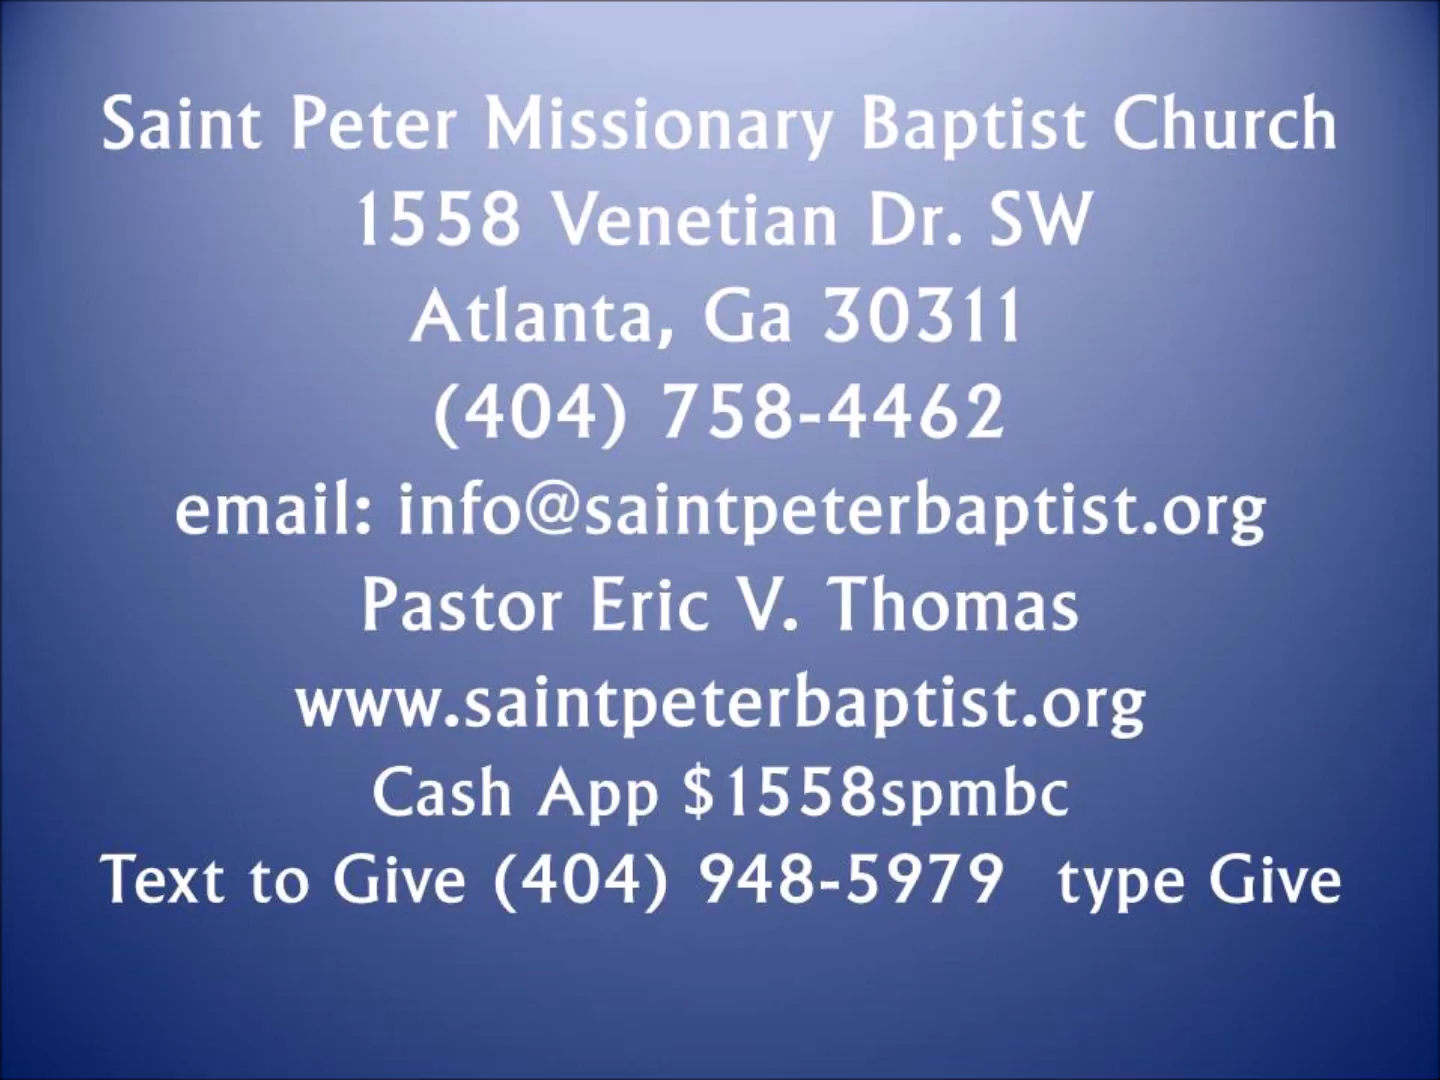 Saint Peter Missionary Baptist Church
1558 Venetian Dr. SW
Atlanta, Ga 30311
(404) 758-4462
email: info@saintpeterbaptist.org
Pastor Eric V. Thomas
www.saintpeterbaptist.org
Cash App $1558spmbc
Text to Give (404) 948-5979  type Give